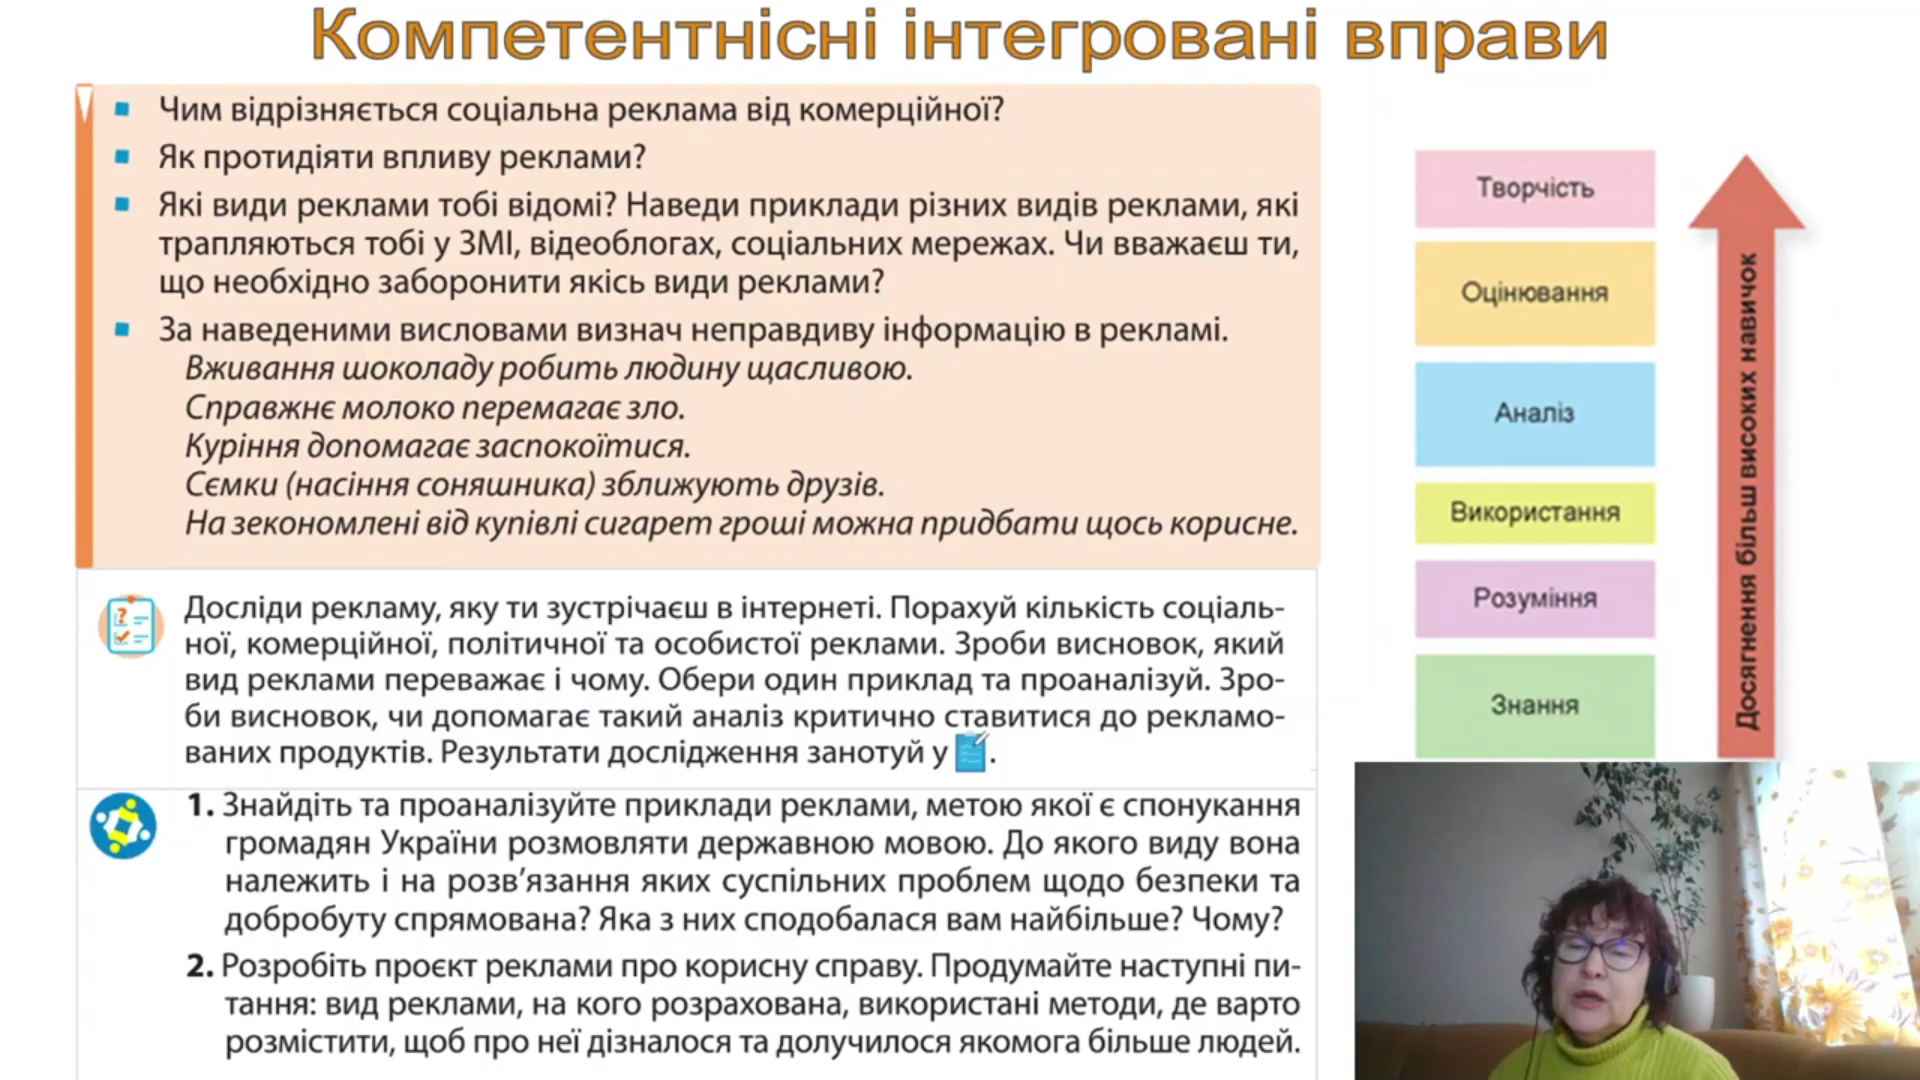 Компетентнісні інтегровані вправи
Чим відрізняється соціальна реклама від комерційної?
Як протидіяти впливу реклами?
Які види реклами тобі відомі? Наведи приклади різних видів реклами, які
трапляються тобі у ЗМІ, відеоблогах, соціальних мережах. Чи вважаєш ти,
що необхідно заборонити якісь види реклами?
За наведеними висловами визнач неправдиву інформацію в рекламі.
Вживання шоколаду робить людину щасливою.
Справжнє молоко перемагає зло.
Куріння допомагає заспокоїтися.
Сємки (насіння соняшника) зближують друзів.
На зекономлені від купівлі сигарет гроші можна придбати щось корисне.
Досліди рекламу, яку ти зустрічаєш в інтернеті. Порахуй кількість соціаль-
ної, комерційної, політичної та особистої реклами. Зроби висновок, який
вид реклами переважає і чому. Обери один приклад та проаналізуй. Зро-
би висновок, чи допомагає такий аналіз критично ставитися до рекламо-
ваних продуктів. Результати дослідження занотуй у .
1. Знайдіть та проаналізуйте приклади реклами, метою якої є спонукання
громадян України розмовляти державною мовою. До якого виду вона
належить і на розв’язання яких суспільних проблем щодо безпеки та
добробуту спрямована? Яка з них сподобалася вам найбільше? Чому?
2. Розробіть проєкт реклами про корисну справу. Продумайте наступні пи-
тання: вид реклами, на кого розрахована, використані методи, де варто
розмістити, щоб про неї дізналося та долучилося якомога більше людей.
Творчість
Оцінювання
Аналіз
Використання
Розуміння
Знання
Досягнення більш високих навичок